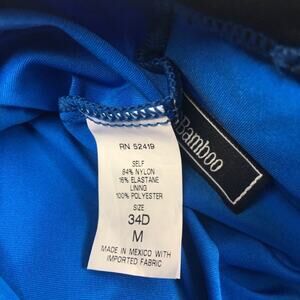 RN 52419
SELF
84% NYLON
16% ELASTANE
LINING
100% POLYESTER
SIZE
34D
M
MADE IN MEXICO WITH
IMPORTED FABRIC
Bamboo